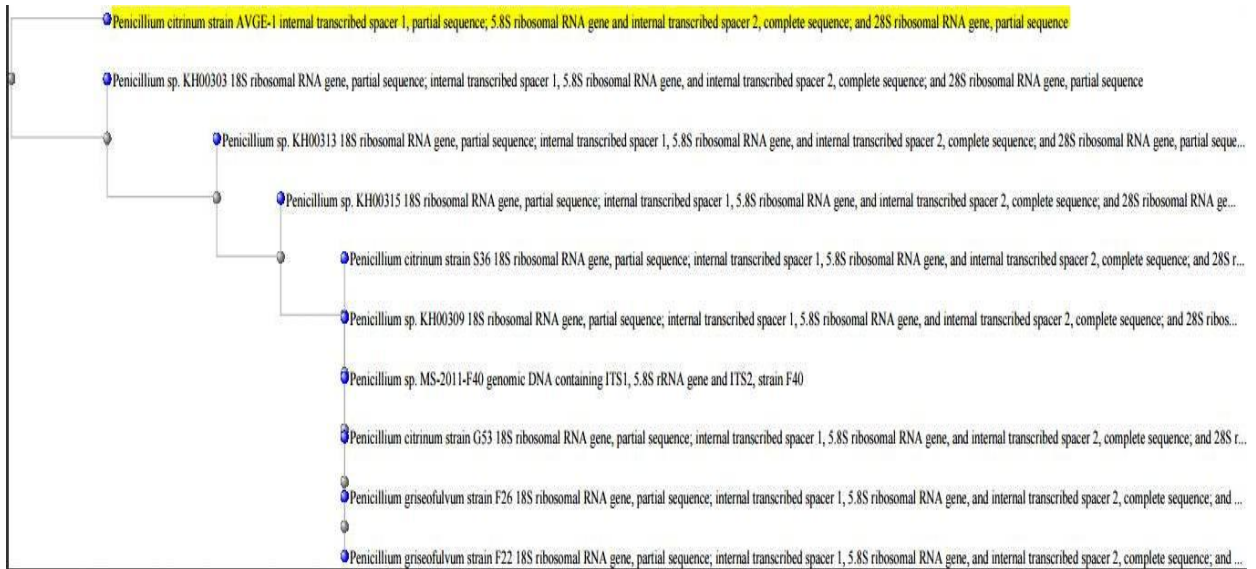 Penicillium citrinum strain AVGE-1 internal transcribed spacer 1, partial sequence; 5.8S ribosomal RNA gene and internal transcribed spacer 2, complete sequence; and 28S ribosomal RNA gene, partial sequence
Penicillium sp. KH00303 18S ribosomal RNA gene, partial sequence; internal transcribed spacer 1, 5.8S ribosomal RNA gene, and internal transcribed spacer 2, complete sequence; and 28S ribosomal RNA gene, partial sequence
Penicillium sp. KH00313 18S ribosomal RNA gene, partial sequence; internal transcribed spacer 1, 5.8S ribosomal RNA gene, and internal transcribed spacer 2, complete sequence; and 28S ribosomal RNA gene, partial seque...
Penicillium sp. KH00315 18S ribosomal RNA gene, partial sequence; internal transcribed spacer 1, 5.8S ribosomal RNA gene, and internal transcribed spacer 2, complete sequence; and 28S ribosomal RNA ge...
Penicillium citrinum strain S36 18S ribosomal RNA gene, partial sequence; internal transcribed spacer 1, 5.8S ribosomal RNA gene, and internal transcribed spacer 2, complete sequence; and 28S r...
Penicillium sp. KH00309 18S ribosomal RNA gene, partial sequence; internal transcribed spacer 1, 5.8S ribosomal RNA gene, and internal transcribed spacer 2, complete sequence; and 28S ribos...
Penicillium sp. MS-2011-F40 genomic DNA containing ITS1, 5.8S rRNA gene and ITS2, strain F40
Penicillium citrinum strain G53 18S ribosomal RNA gene, partial sequence; internal transcribed spacer 1, 5.8S ribosomal RNA gene, and internal transcribed spacer 2, complete sequence; and 28S r...
Penicillium griseofulvum strain F26 18S ribosomal RNA gene, partial sequence; internal transcribed spacer 1, 5.8S ribosomal RNA gene, and internal transcribed spacer 2, complete sequence; and ...
Penicillium griseofulvum strain F22 18S ribosomal RNA gene, partial sequence; internal transcribed spacer 1, 5.8S ribosomal RNA gene, and internal transcribed spacer 2, complete sequence; and ...